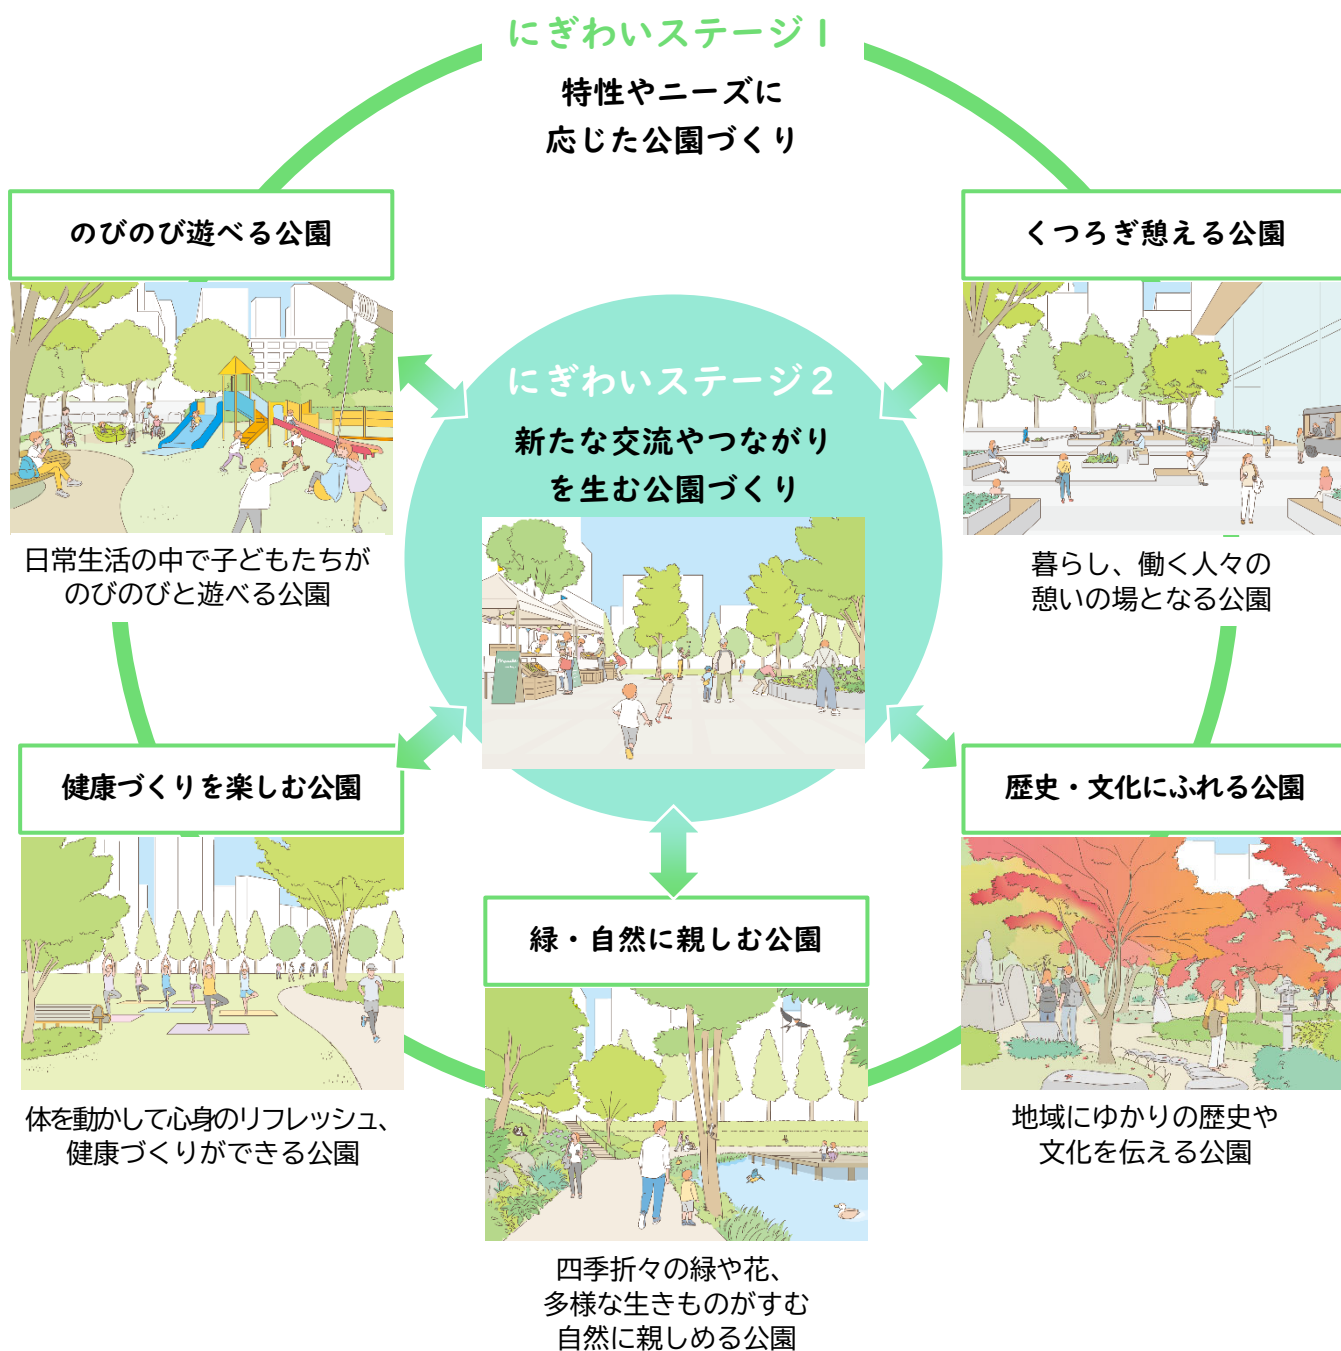 にぎわいステージ1
特性やニーズに
応じた公園づくり
のびのび遊べる公園
日常生活の中で子どもたちが
のびのびと遊べる公園
くつろぎ憩える公園
暮らし、働く人々の
憩いの場となる公園
にぎわいステージ2
新たな交流やつながり
を生む公園づくり
健康づくりを楽しむ公園
体を動かして心身のリフレッシュ、
健康づくりができる公園
歴史・文化にふれる公園
地域にゆかりの歴史や
文化を伝える公園
緑・自然に親しむ公園
四季折々の緑や花、
多様な生きものがすむ
自然に親しめる公園